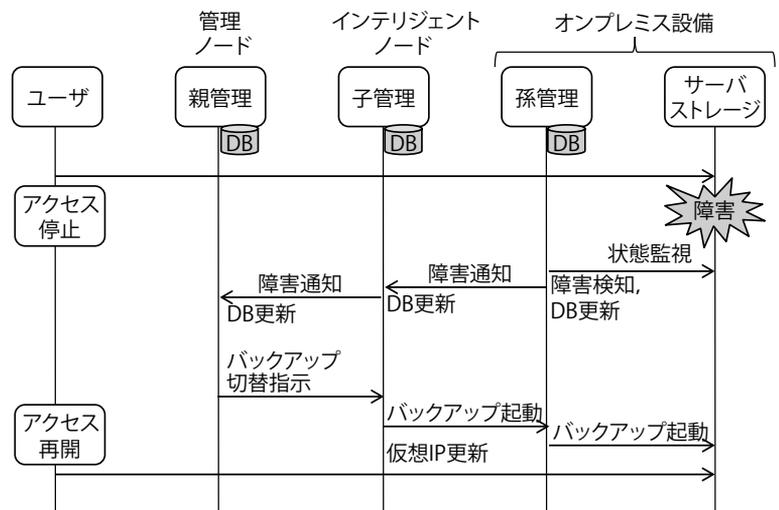 管理
ノード
インテリジェント
ノード
オンプレミス設備
ユーザ
親管理
子管理
孫管理
サーバ
ストレージ
DB
DB
DB
アクセス
停止
障害
状態監視
障害通知
障害通知
障害検知,
DB更新
DB更新
DB更新
バックアップ
切替指示
アクセス
再開
バックアップ起動
バックアップ起動
仮想IP更新